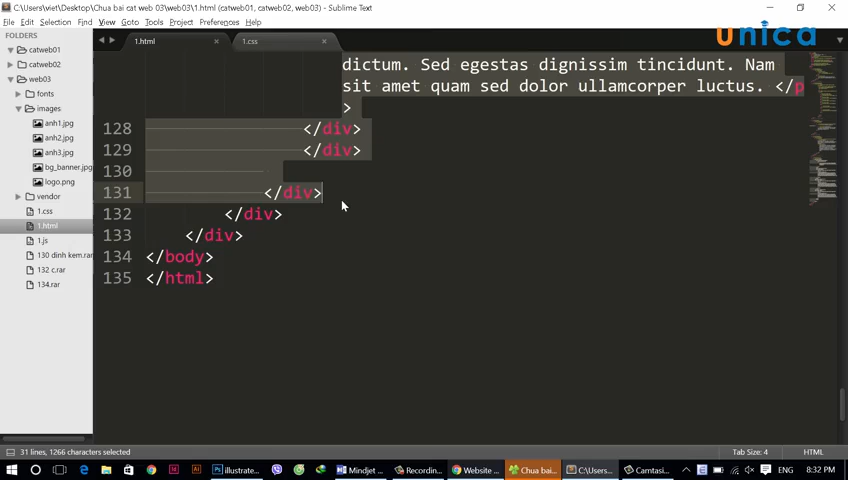 C:\Users\viet\Desktop\Chua bai cat web 03\web03\1.html (catweb01, catweb02, web03) - Sublime Text
File Edit Selection Find View Goto Tools Project Preferences Help
unica
FOLDERS
catweb01
catweb02
web03
fonts
images
anh1.jpg
anh2.jpg
anh3.jpg
bg_banner.jpg
logo.png
vendor
1.css
1.html
1.js
130 dinh kem.rar
132 c.rar
134.rar
1.html
1.css
dictum. Sed egestas dignissim tincidunt. Nam
sit amet quam sed dolor ullamcorper luctus. </p
>
128 </div>
129 </div>
130
131 </div>
132 </div>
133 </div>
134 </body>
135 </html>
31 lines, 1266 characters selected
Tab Size: 4
HTML
illustrate...
Mindjet ...
Recordin...
Website ...
Chua bai...
C:\Users...
Camtasi...
ENG
8:32 PM